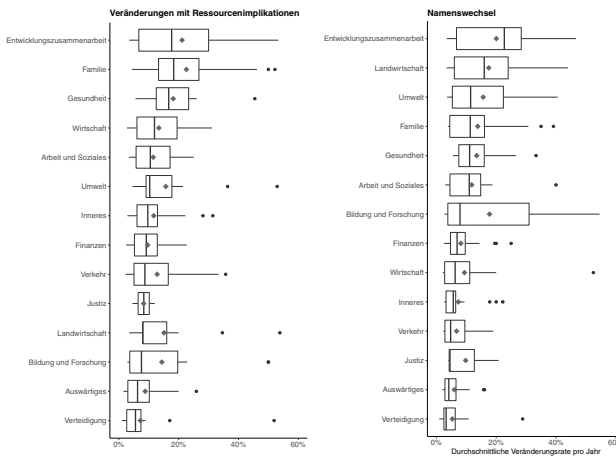 Veränderungen mit Ressourcenimplikationen
Entwicklungszusammenarbeit
Familie
Gesundheit
Wirtschaft
Arbeit und Soziales
Umwelt
Inneres
Finanzen
Verkehr
Justiz
Landwirtschaft
Bildung und Forschung
Auswärtiges
Verteidigung
0%
20%
40%
60%
Namenswechsel
Entwicklungszusammenarbeit
Landwirtschaft
Umwelt
Familie
Gesundheit
Arbeit und Soziales
Bildung und Forschung
Finanzen
Wirtschaft
Inneres
Verkehr
Justiz
Auswärtiges
Verteidigung
0%
20%
40%
60
Durchschnittliche Veränderungsrate pro Jahr